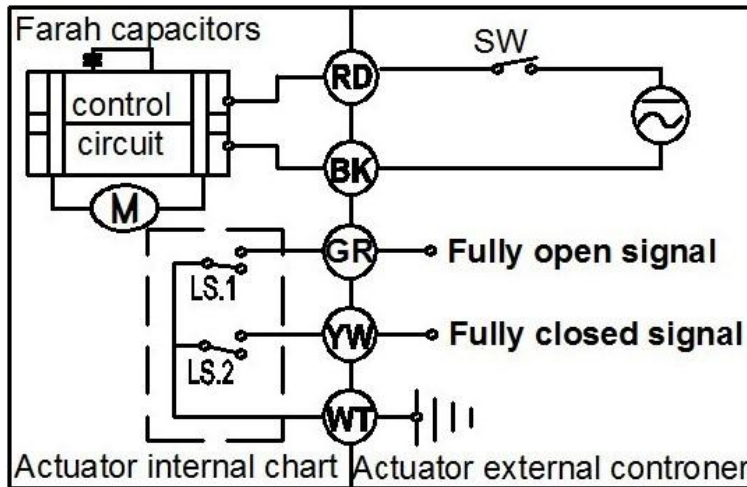 Farah capacitors
SW
RD
control
circuit
BK
M
GR
Fully open signal
LS.1
YW
Fully closed signal
LS.2
WT
Actuator internal chart
Actuator external controner